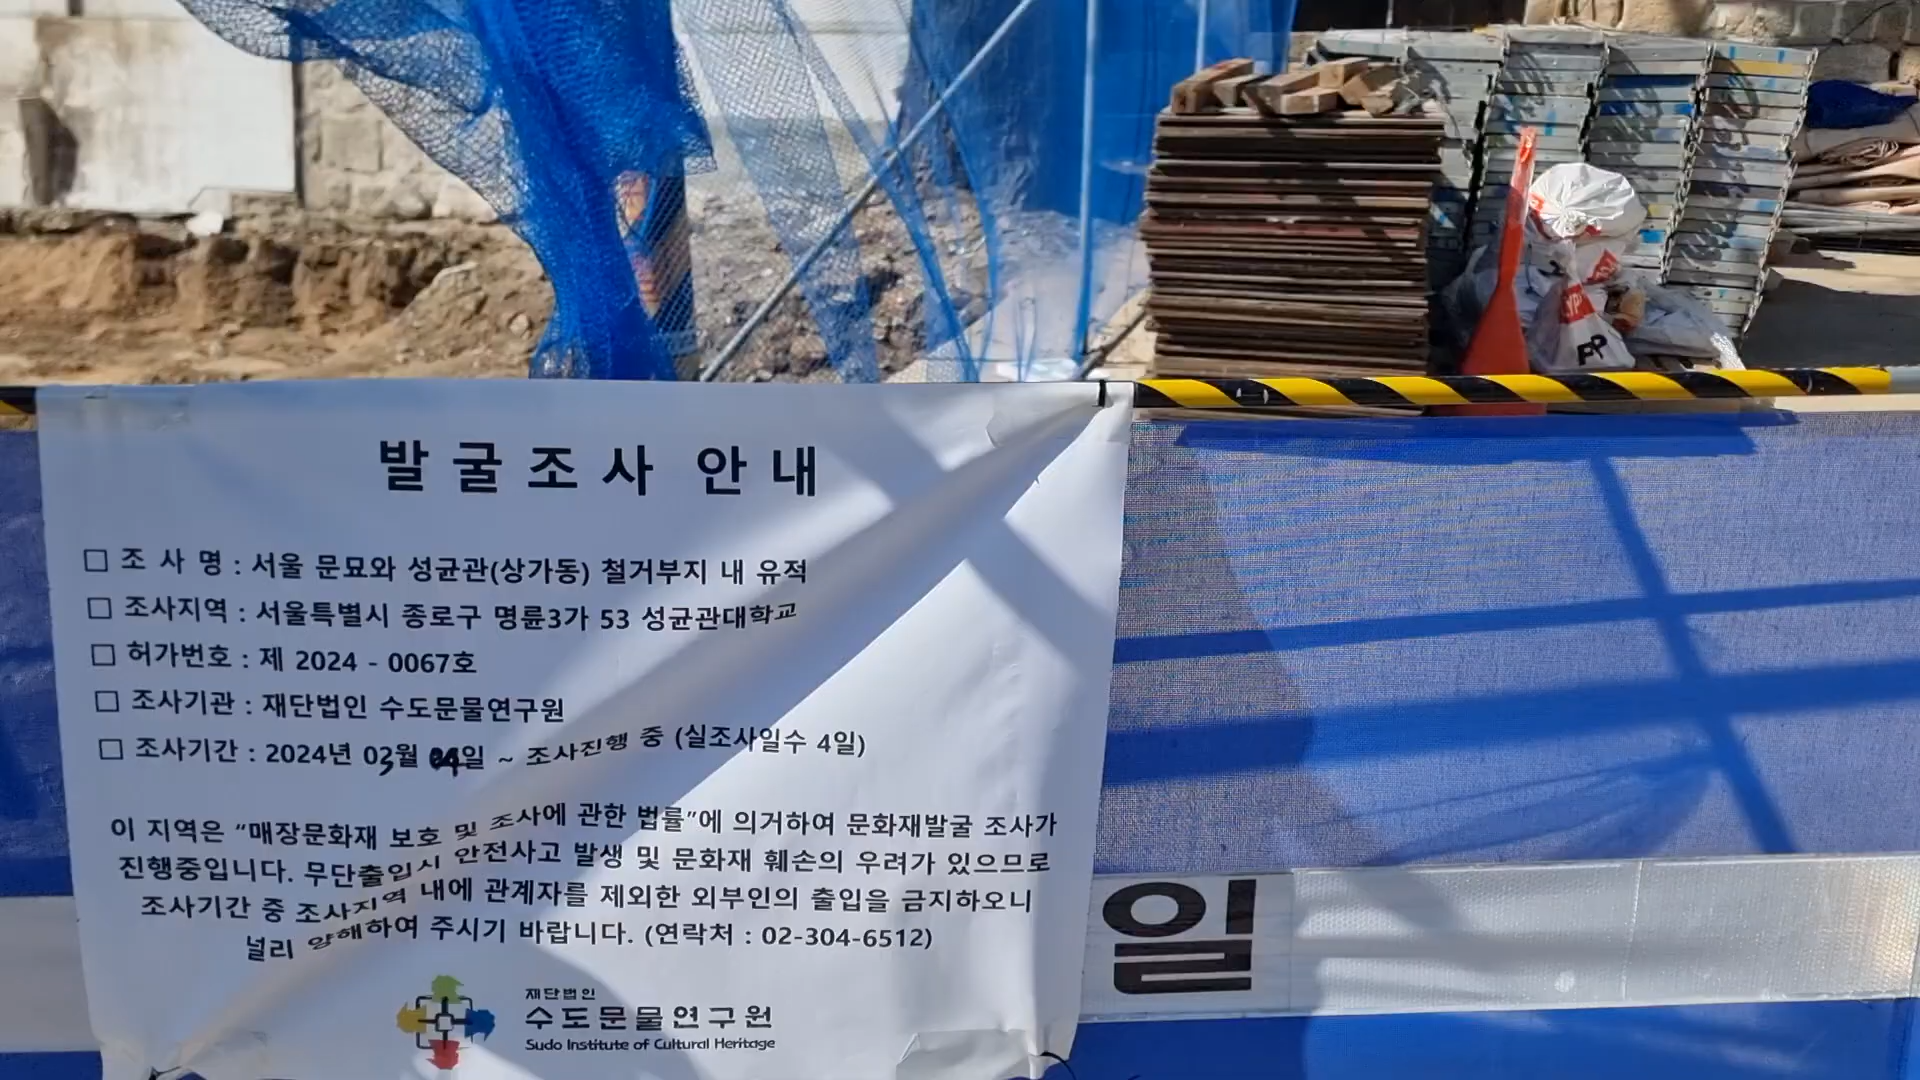 발굴조사 안내
□ 조 사 명 : 서울 문묘와 성균관(상가동) 철거부지 내 유적
□ 조사지역 : 서울특별시 종로구 명륜3가 53 성균관대학교
□ 허가번호 : 제 2024 - 0067호
□ 조사기관 : 재단법인 수도문물연구원
□ 조사기간 : 2024년 03월 04일 ~ 조사진행 중 (실조사일수 4일)
이 지역은 “매장문화재 보호 및 조사에 관한 법률”에 의거하여 문화재발굴 조사가
진행중입니다. 무단출입시 안전사고 발생 및 문화재 훼손의 우려가 있으므로
조사기간 중 조사지역 내에 관계자를 제외한 외부인의 출입을 금지하오니
널리 양해하여 주시기 바랍니다. (연락처 : 02-304-6512)
재단법인
수도문물연구원
Sudo Institute of Cultural Heritage
일
PP